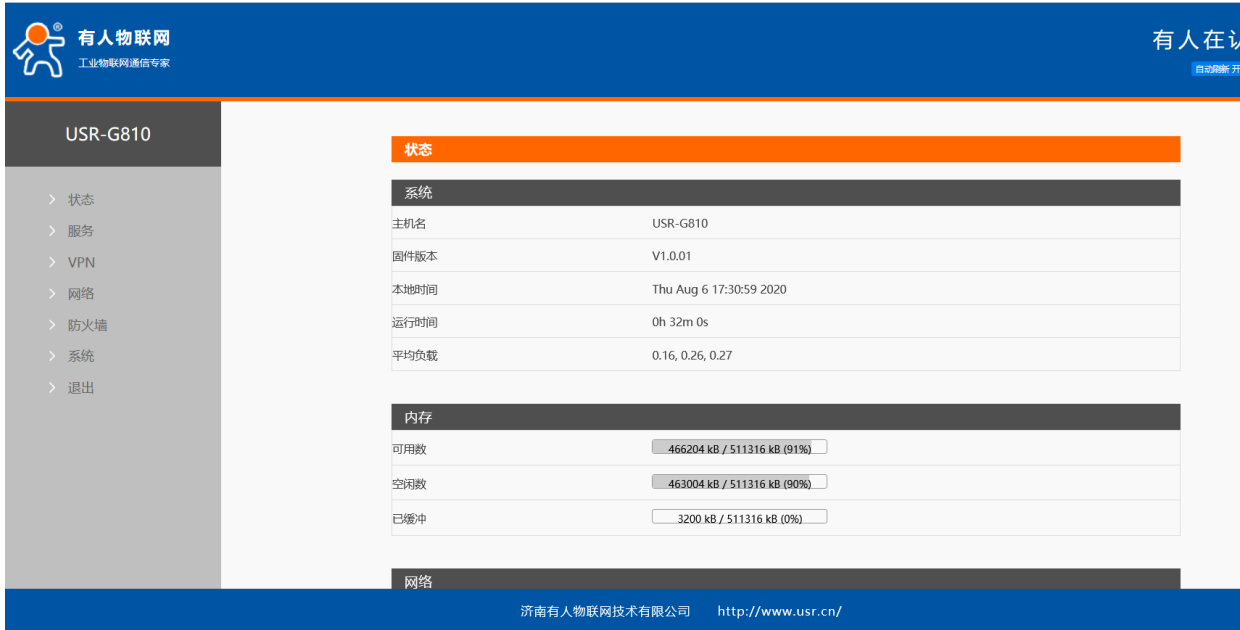 有人物联网
®
工业物联网通信专家
有人在
自动刷新 开
USR-G810
状态
服务
VPN
网络
防火墙
系统
退出
状态
系统
主机名 USR-G810
固件版本 V1.0.01
本地时间 Thu Aug 6 17:30:59 2020
运行时间 0h 32m 0s
平均负载 0.16, 0.26, 0.27
内存
可用数 466204 kB / 511316 kB (91%)
空闲数 463004 kB / 511316 kB (90%)
已缓冲 3200 kB / 511316 kB (0%)
网络
济南有人物联网技术有限公司 http://www.usr.cn/